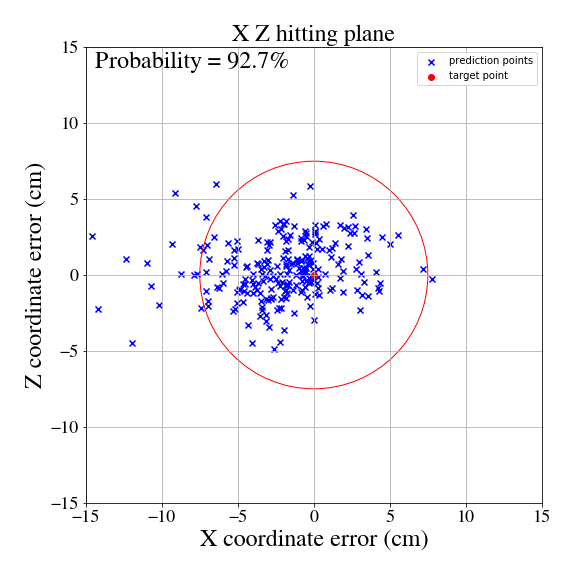 X Z hitting plane
Probability = 92.7%
prediction points
target point
Z coordinate error (cm)
15
10
5
0
−5
−10
−15
−15
−10
−5
0
5
10
15
X coordinate error (cm)